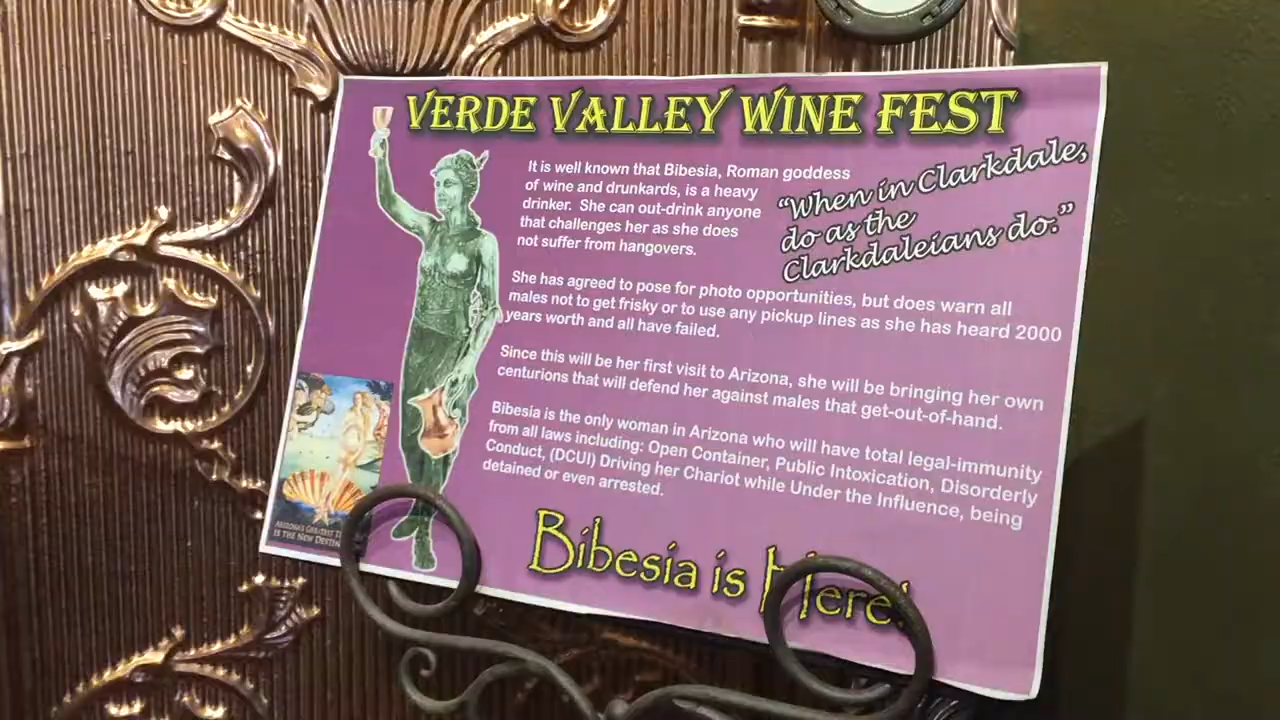 VERDE VALLEY WINE FEST
It is well known that Bibesia, Roman goddess
of wine and drunkards, is a heavy
drinker. She can out-drink anyone
that challenges her as she does
not suffer from hangovers.
"When in Clarkdale,
do as the
Clarkdaleians do."
She has agreed to pose for photo opportunities, but does warn all
males not to get frisky or to use any pickup lines as she has heard 2000
years worth and all have failed.
Since this will be her first visit to Arizona, she will be bringing her own
centurions that will defend her against males that get-out-of-hand.
Bibesia is the only woman in Arizona who will have total legal-immunity
from all laws including: Open Container, Public Intoxication, Disorderly
Conduct, (DCUI) Driving her Chariot while Under the Influence, being
detained or even arrested.
ARIZONA'S GREATEST
IS THE NEW
Bibesia is Here!